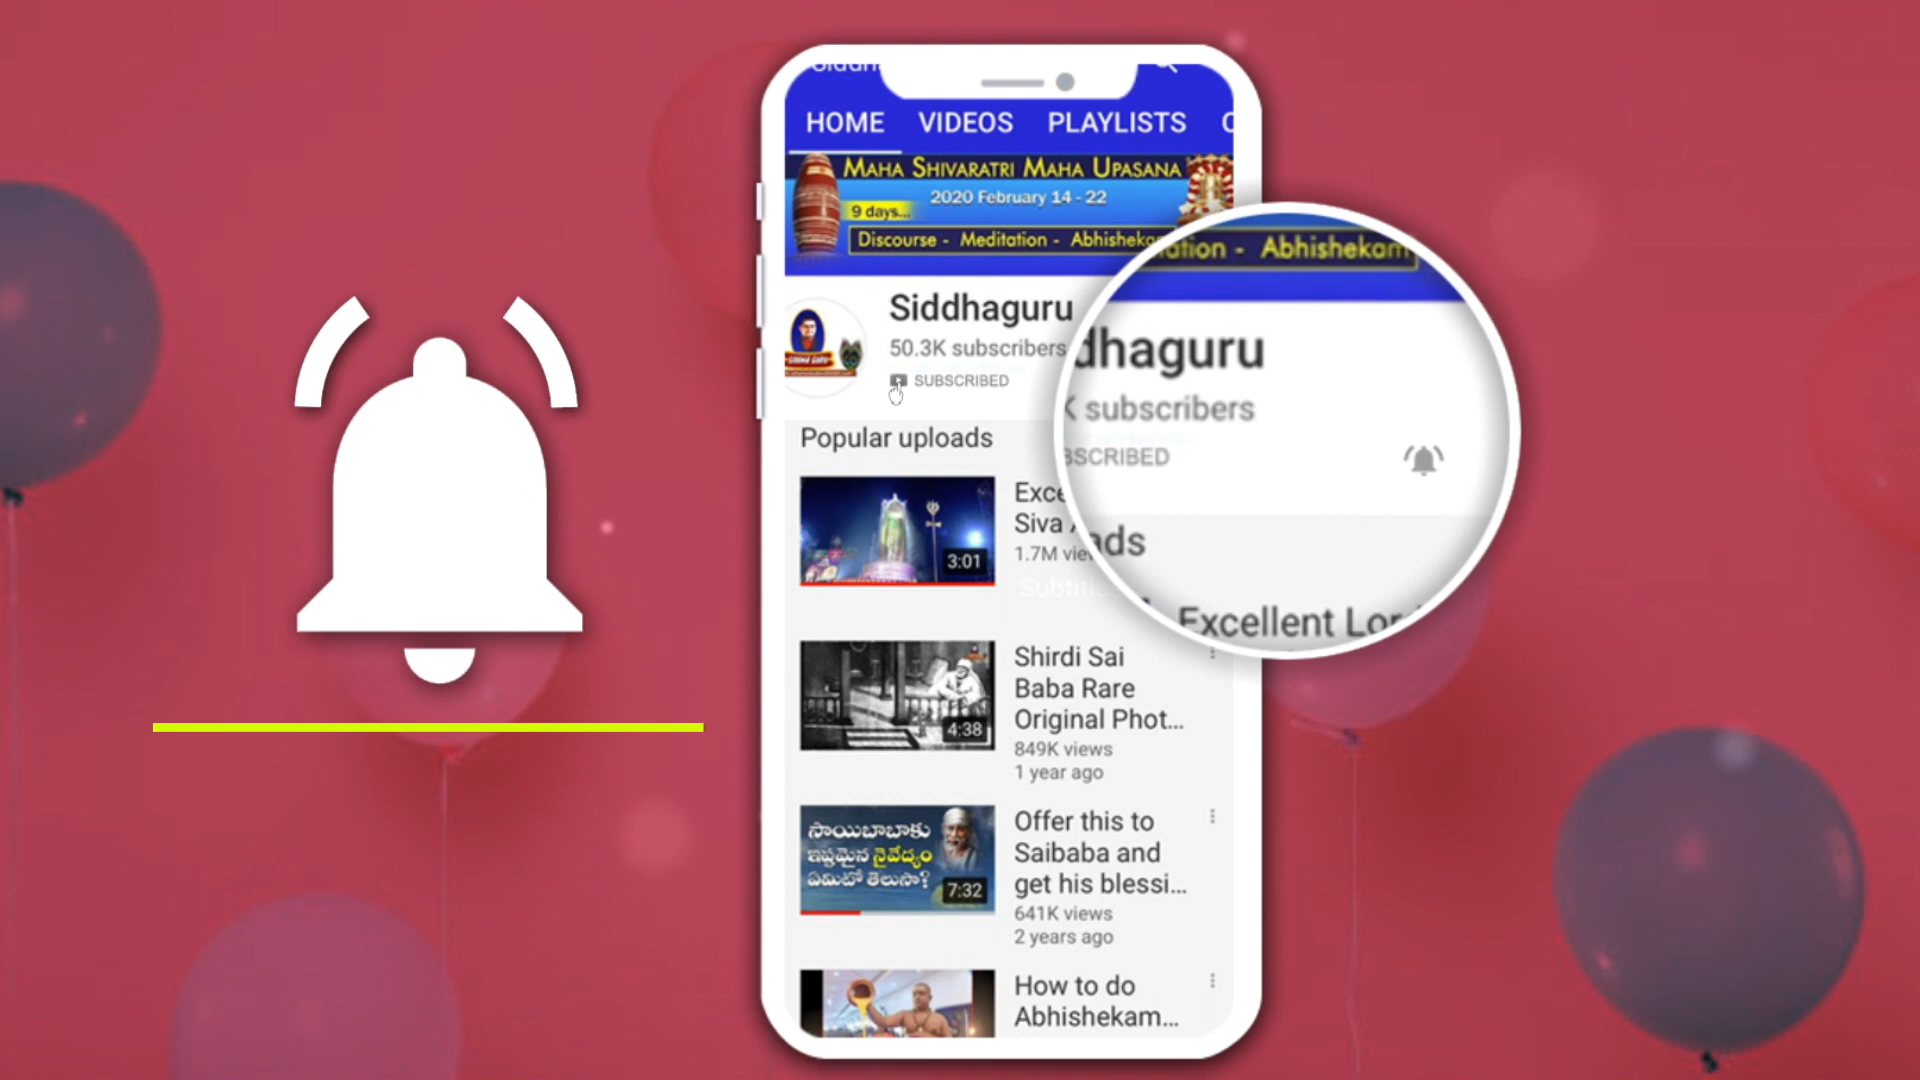 HOME VIDEOS PLAYLISTS
MAHA SHIVARATRI MAHA UPASANA
2020 February 14 - 22
9 days...
Discourse - Meditation - Abhisheka
ation - Abhishekam
Siddhaguru
50.3K subscribers
SUBSCRIBED
dhaguru
K subscribers
BSCRIBED
Popular uploads
ads
Exce
Siva A
1.7M vie
3:01
Subtitle
Excellent Lor
Shirdi Sai
Baba Rare
Original Phot...
849K views
1 year ago
4:38
సాయిబాబాకు
ఇష్టమైన నైవేద్యం
ఏమిటో తెలుసా?
7:32
Offer this to
Saibaba and
get his blessi...
641K views
2 years ago
How to do
Abhishekam...